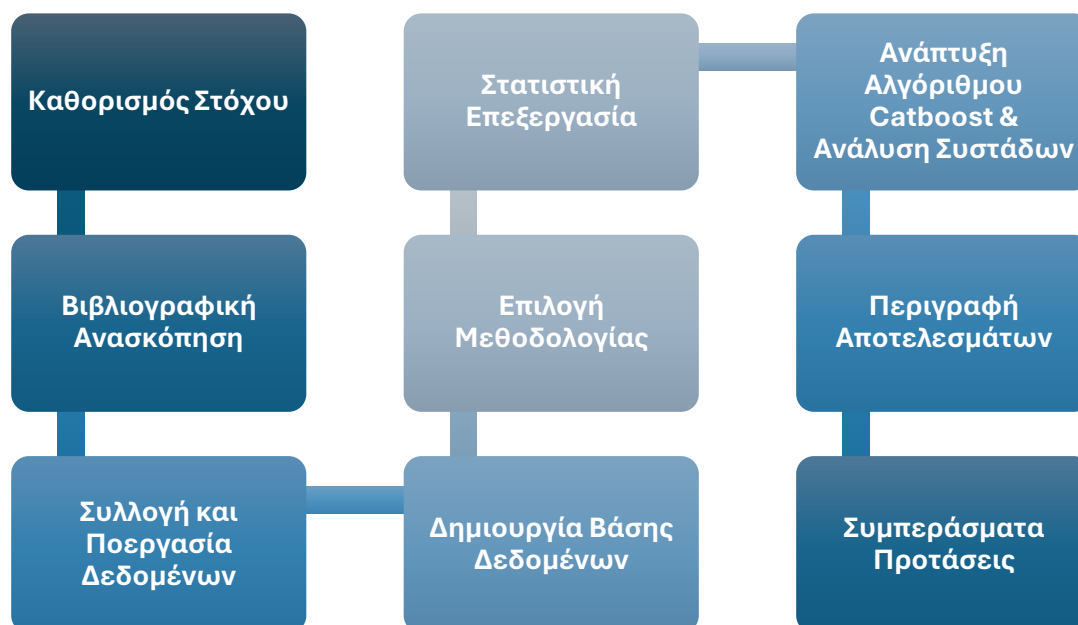 Καθορισμός Στόχου
Βιβλιογραφική
Ανασκόπηση
Συλλογή και
Ποεργασία
Δεδομένων
Δημιουργία Βάσης
Δεδομένων
Επιλογή
Μεθοδολογίας
Στατιστική
Επεξεργασία
Ανάπτυξη
Αλγόριθμου
Catboost &
Ανάλυση Συστάδων
Περιγραφή
Αποτελεσμάτων
Συμπεράσματα
Προτάσεις